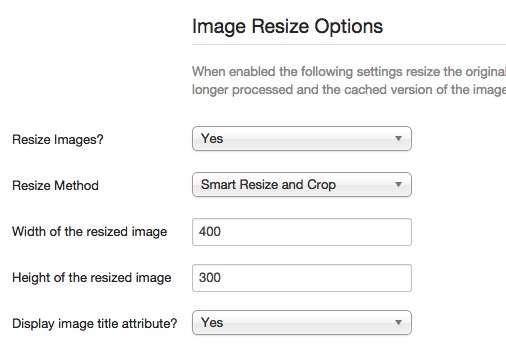 Image Resize Options
When enabled the following settings resize the original
longer processed and the cached version of the image
Resize Images?
Yes
Resize Method
Smart Resize and Crop
Width of the resized image
400
Height of the resized image
300
Display image title attribute?
Yes